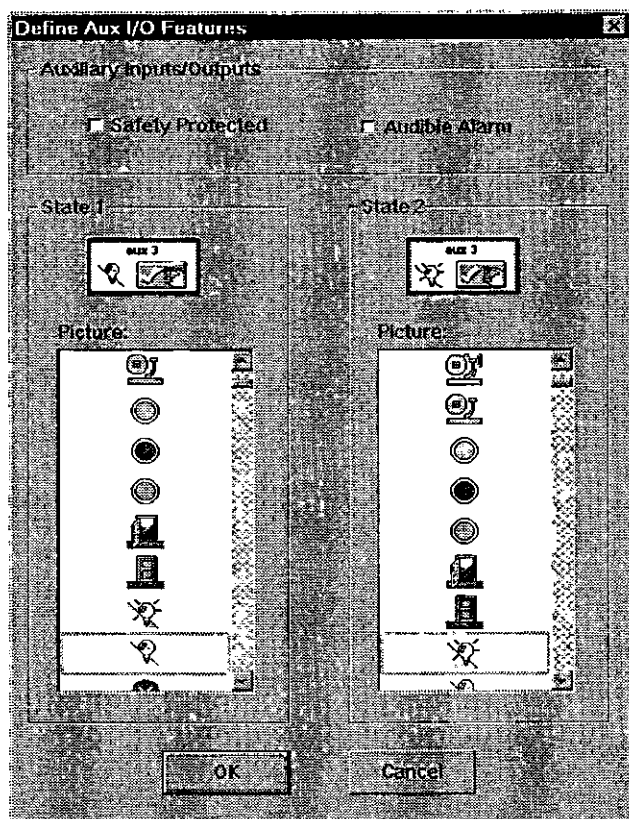 Define Aux I/O Features
Auxiliary Inputs/Outputs
Safety Protected
Audible Alarm
State 1
State 2
aux 3
aux 3
Picture:
Picture:
OK
Cancel